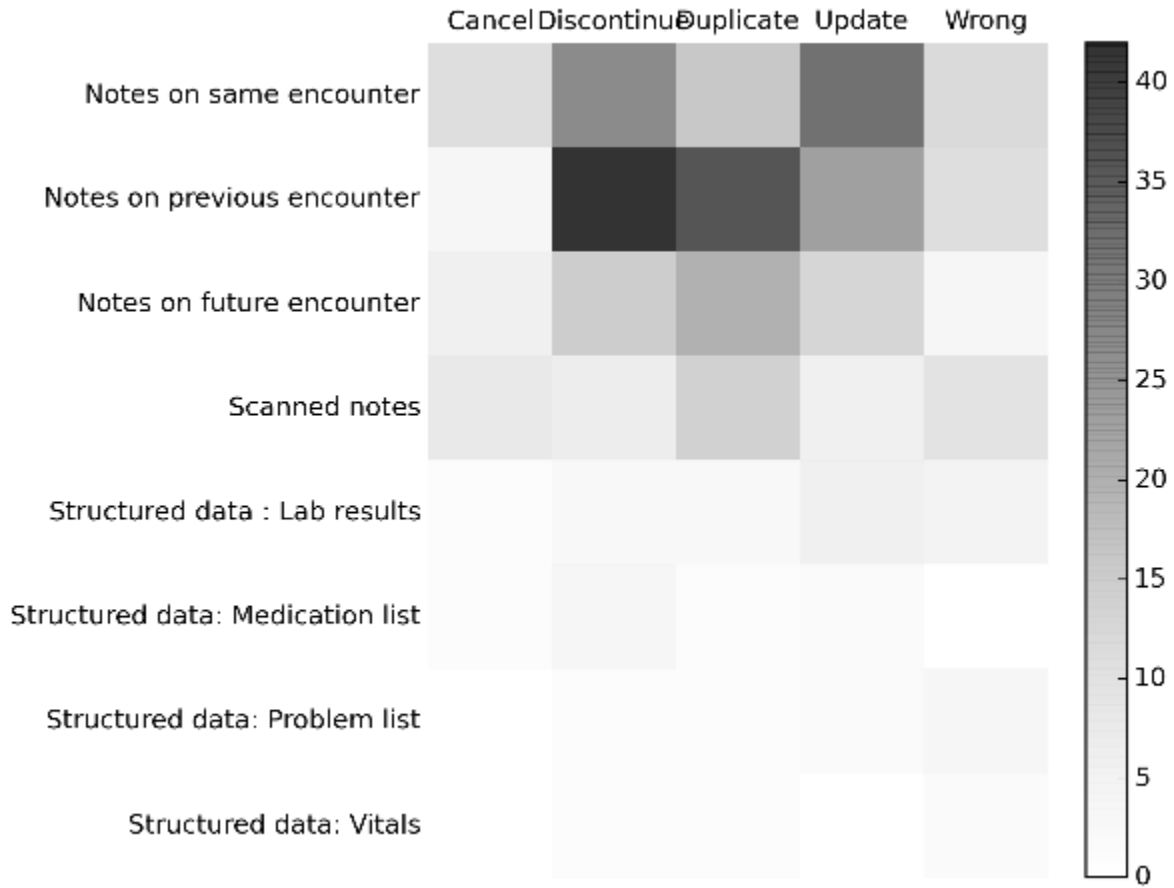 Cancel Discontinue Duplicate Update Wrong
Notes on same encounter
Notes on previous encounter
Notes on future encounter
Scanned notes
Structured data : Lab results
Structured data: Medication list
Structured data: Problem list
Structured data: Vitals
40
35
30
25
20
15
10
5
0